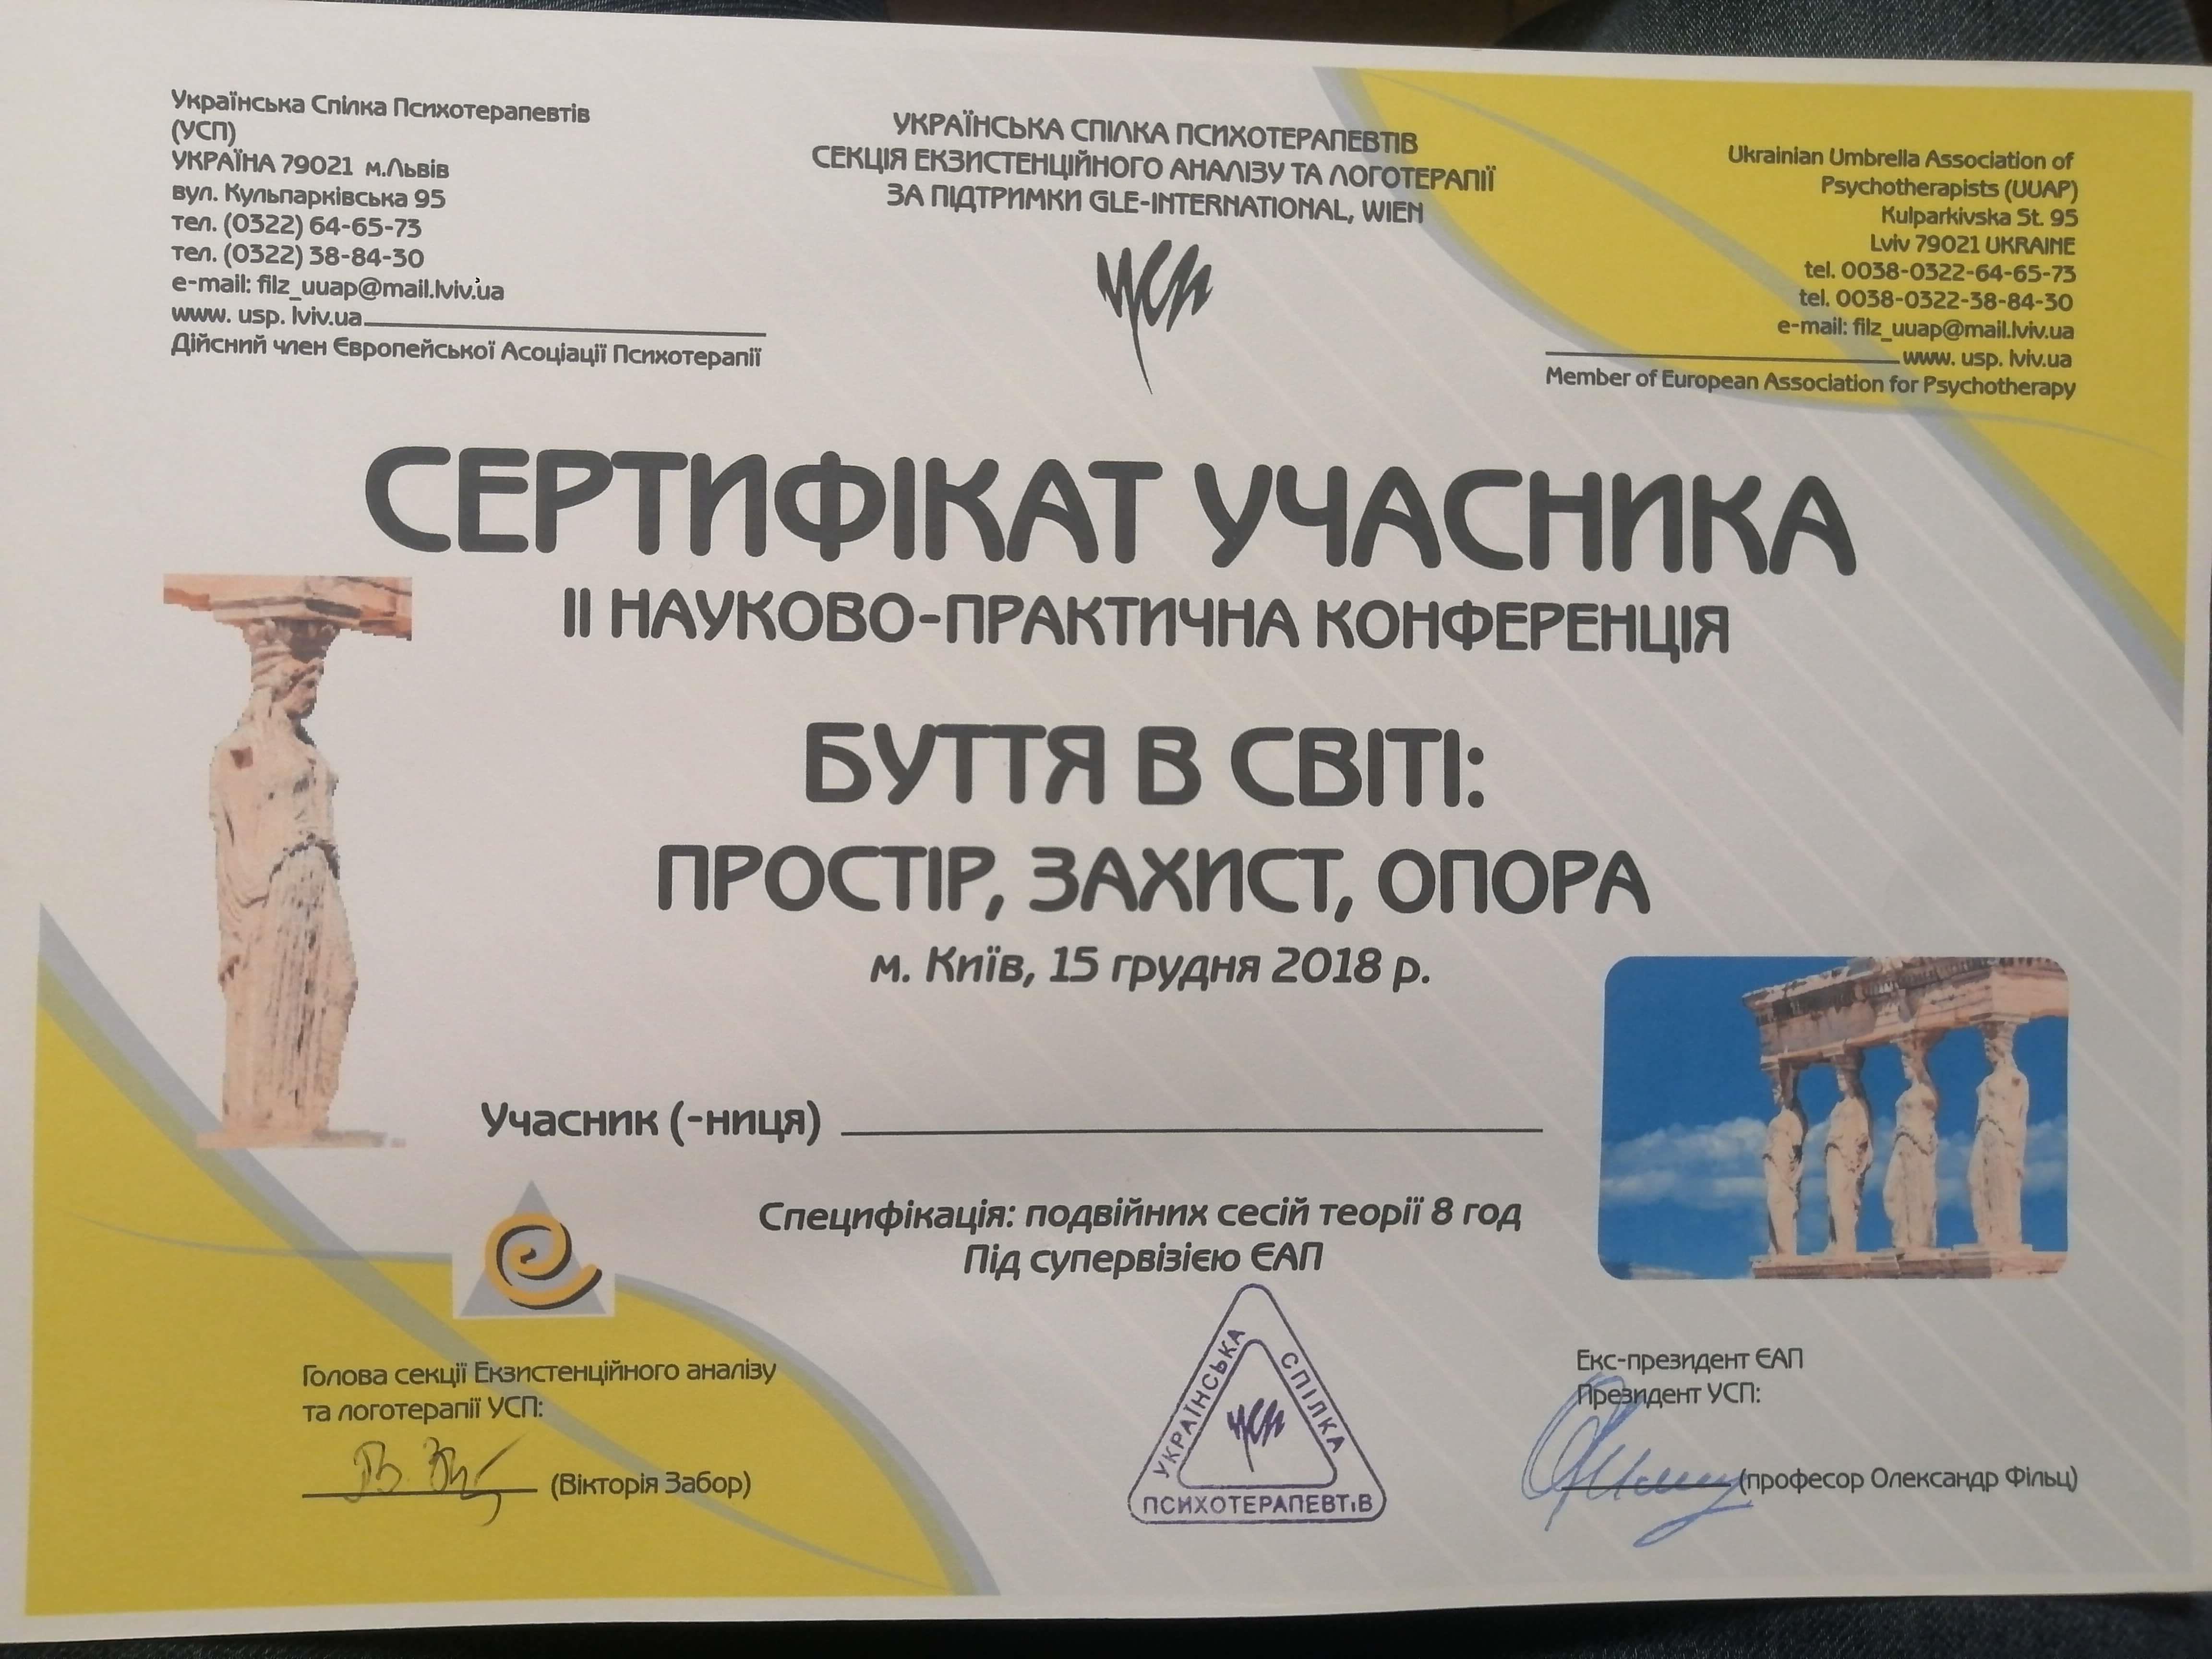 Українська Спілка Психотерапевтів
(УСП)
УКРАЇНА 79021 м.Львів
вул. Кульпарківська 95
тел. (0322) 64-65-73
тел. (0322) 38-84-30
e-mail: filz_uuap@mail.lviv.ua
www. usp. lviv.ua
Дійсний член Європейської Асоціації Психотерапії
УКРАЇНСЬКА СПІЛКА ПСИХОТЕРАПЕВТІВ
СЕКЦІЯ ЕКЗИСТЕНЦІЙНОГО АНАЛІЗУ ТА ЛОГОТЕРАПІЇ
ЗА ПІДТРИМКИ GLE-INTERNATIONAL, WIEN
усп
Ukrainian Umbrella Association of
Psychotherapists (UUAP)
Kulparkivska St. 95
Lviv 79021 UKRAINE
tel. 0038-0322-64-65-73
tel. 0038-0322-38-84-30
e-mail: filz_uuap@mail.lviv.ua
www. usp. lviv.ua
Member of European Association for Psychotherapy
СЕРТИФІКАТ УЧАСНИКА
II НАУКОВО-ПРАКТИЧНА КОНФЕРЕНЦІЯ
БУТТЯ В СВІТІ:
ПРОСТІР, ЗАХИСТ, ОПОРА
м. Київ, 15 грудня 2018 р.
Учасник (-ниця)
Специфікація: подвійних сесій теорії 8 год
Під супервізією ЄАП
Голова секції Екзистенційного аналізу
та логотерапії УСП:
(Вікторія Забор)
УКРАЇНСЬКА СПІЛКА
усп
ПСИХОТЕРАПЕВТІВ
Екс-президент ЄАП
Президент УСП:
(професор Олександр Фільц)